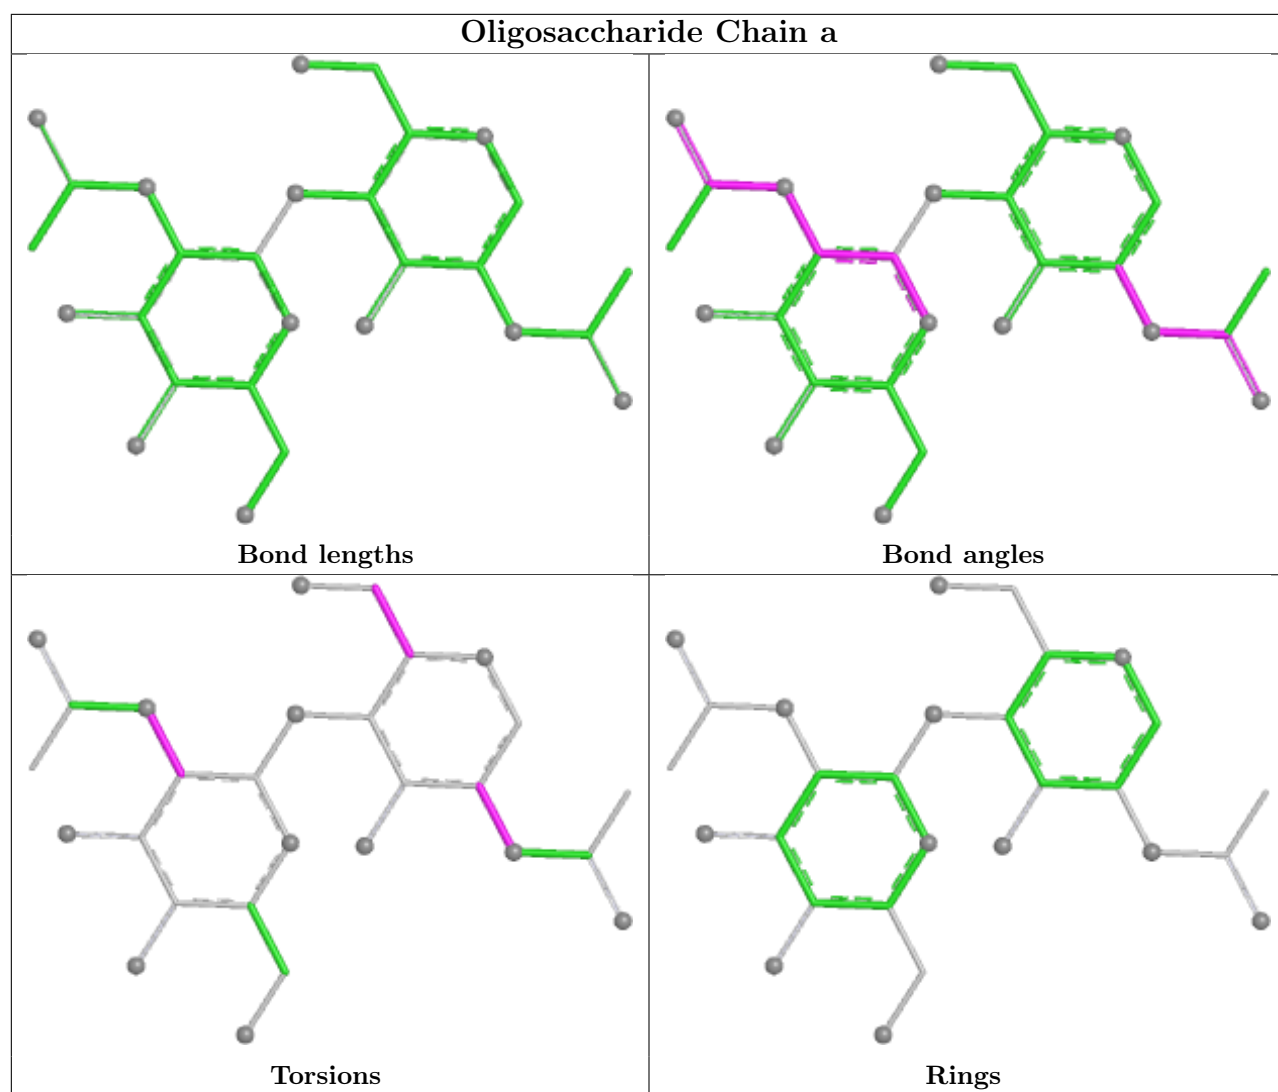 Oligosaccharide Chain a
Bond lengths
Bond angles
Torsions
Rings